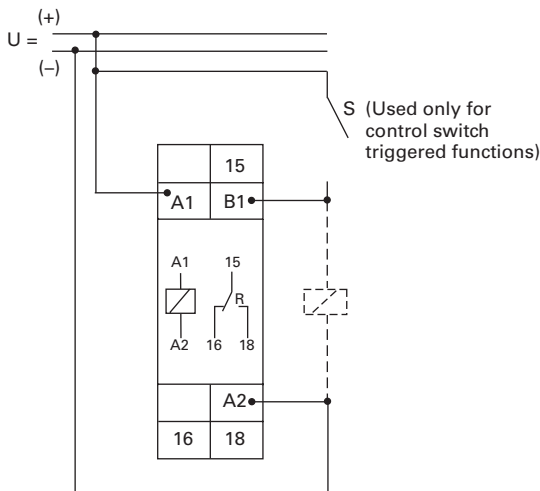 (+)
U =
(–)
S (Used only for
control switch
triggered functions)
15
A1 B1
A1 15
R
A2 16 18
A2
16 18